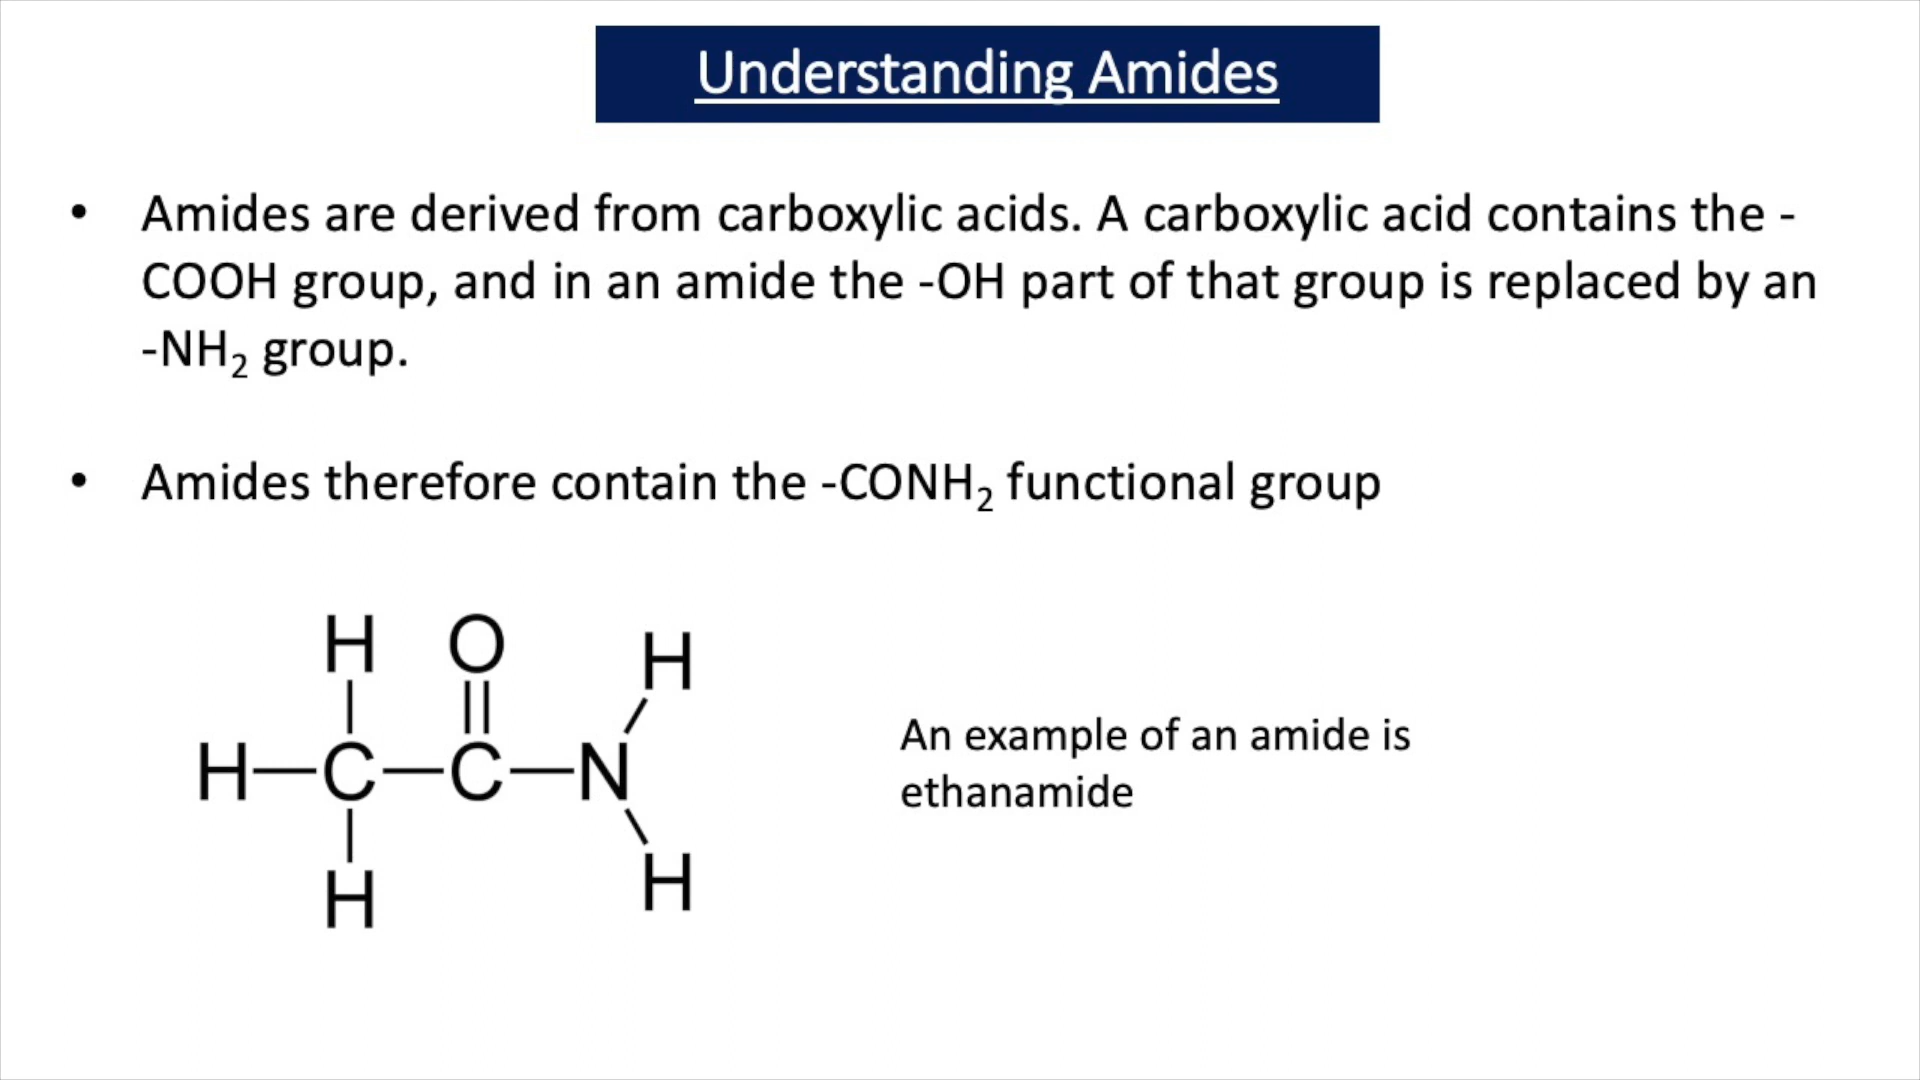 Understanding Amides
• Amides are derived from carboxylic acids. A carboxylic acid contains the -
COOH group, and in an amide the -OH part of that group is replaced by an
-NH₂ group.
• Amides therefore contain the -CONH₂ functional group
H O H
H—C—C—N
H H
An example of an amide is
ethanamide